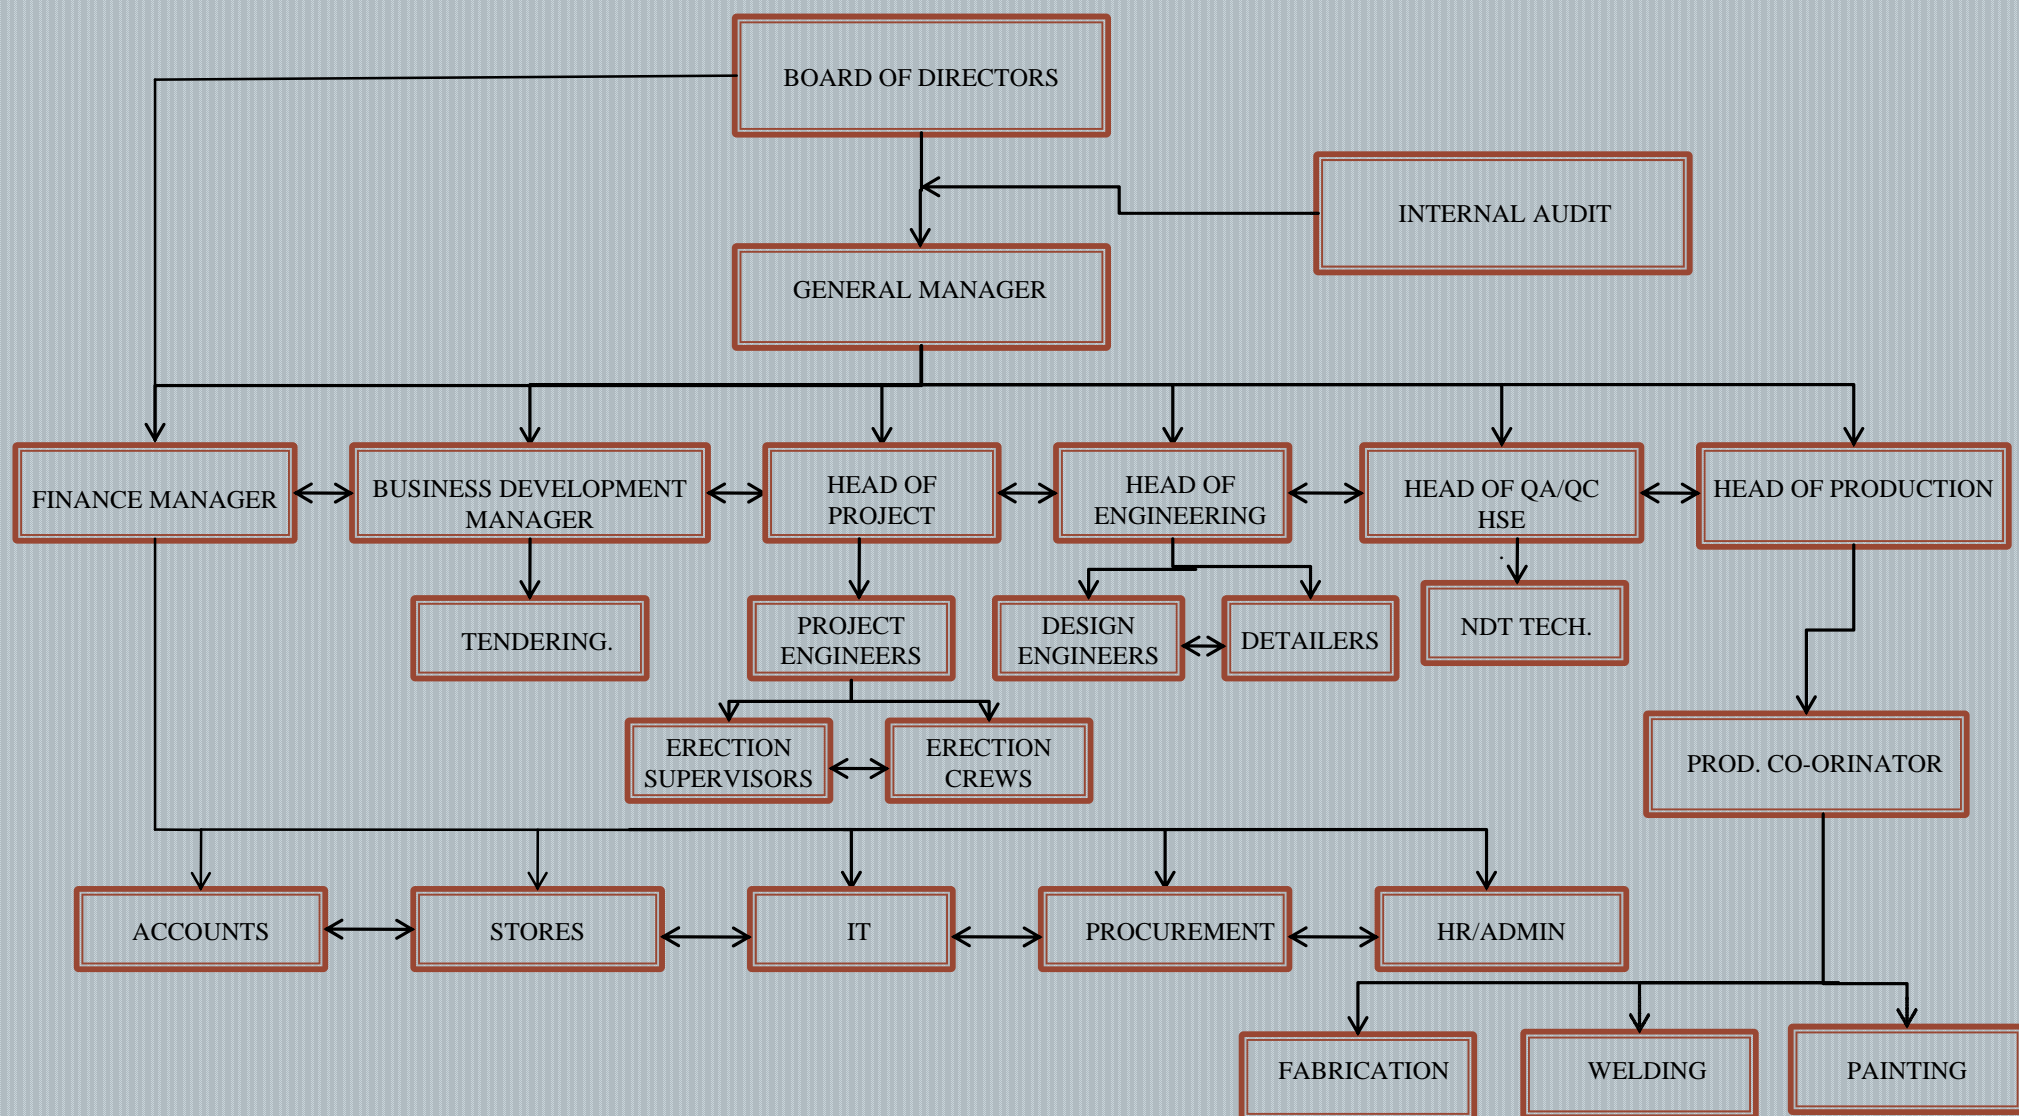 BOARD OF DIRECTORS
INTERNAL AUDIT
GENERAL MANAGER
FINANCE MANAGER
BUSINESS DEVELOPMENT
MANAGER
HEAD OF
PROJECT
HEAD OF
ENGINEERING
HEAD OF QA/QC
HSE
.
HEAD OF PRODUCTION
TENDERING.
PROJECT
ENGINEERS
DESIGN
ENGINEERS
DETAILERS
NDT TECH.
ERECTION
SUPERVISORS
ERECTION
CREWS
PROD. CO-ORINATOR
ACCOUNTS
STORES
IT
PROCUREMENT
HR/ADMIN
FABRICATION
WELDING
PAINTING